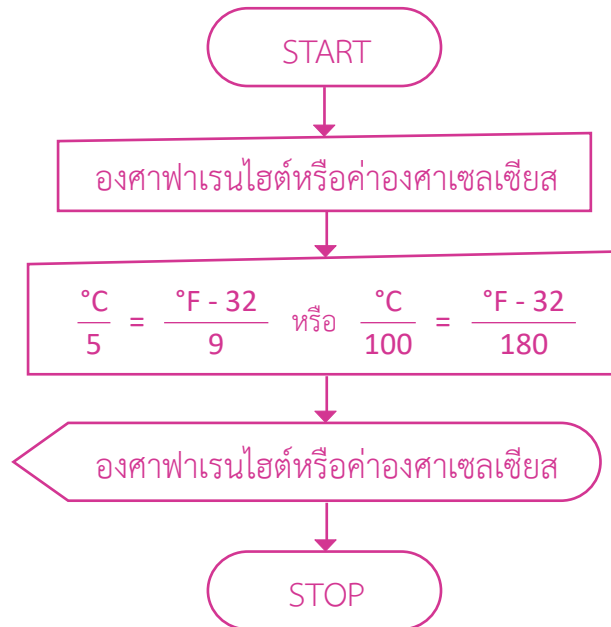 START
องศาฟาเรนไฮต์หรือค่าองศาเซลเซียส
°C/5 = °F - 32/9 หรือ °C/100 = °F - 32/180
องศาฟาเรนไฮต์หรือค่าองศาเซลเซียส
STOP